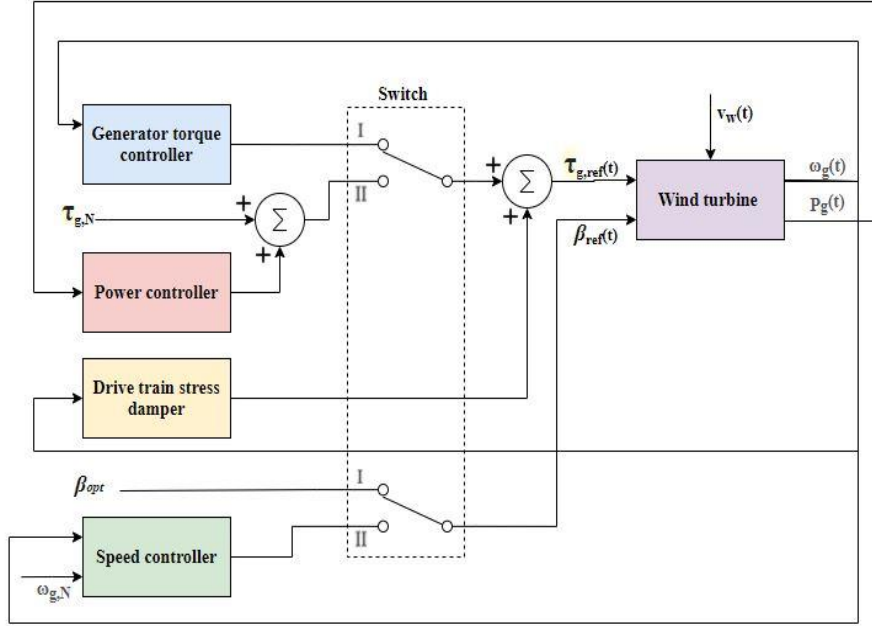 Switch
Generator torque
controller
I
II
τg,N
+
+
Σ
Power controller
+
+
Σ
τg,ref(t)
βref(t)
vw(t)
Wind turbine
ωg(t)
pg(t)
Drive train stress
damper
βopt
I
II
Speed controller
ωg,N